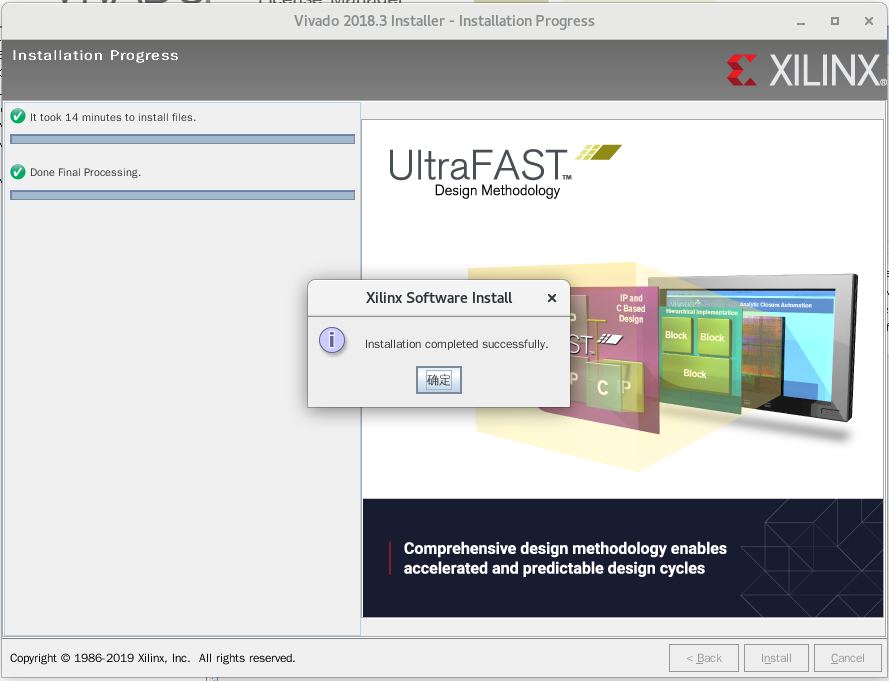 License Manager
Vivado 2018.3 Installer - Installation Progress
Installation Progress
XILINX®
It took 14 minutes to install files.
Done Final Processing.
UltraFAST™
Design Methodology
Xilinx Software Install
Installation completed successfully.
确定
IP and
C Based
Design
Hierarchical Implementation
Analytic Closure Automation
Block
Block
Block
P
ST
P
C
P
Comprehensive design methodology enables
accelerated and predictable design cycles
Copyright © 1986-2019 Xilinx, Inc. All rights reserved.
< Back
Install
Cancel